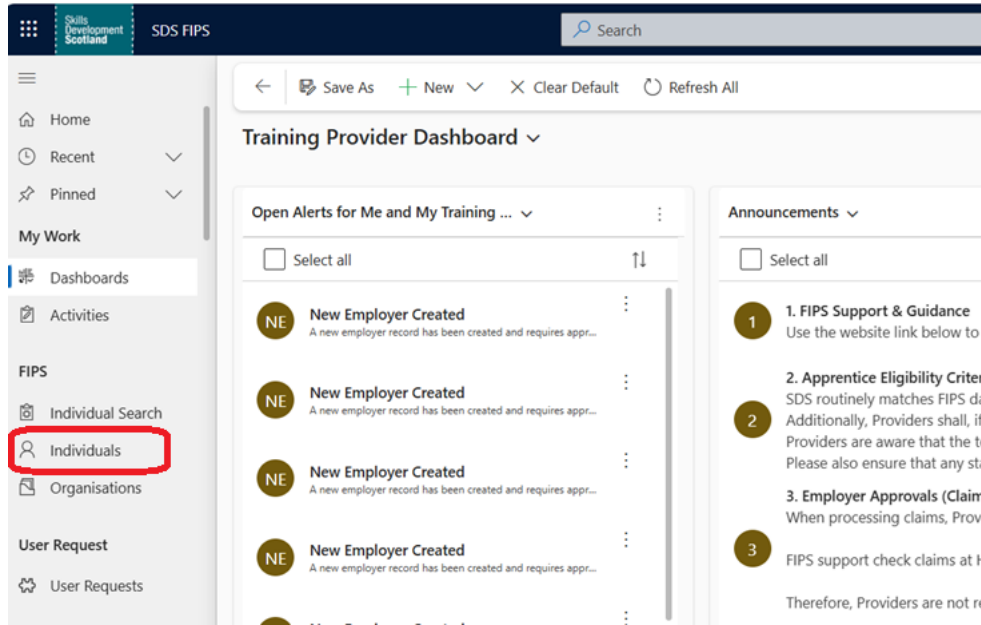 Skills
Development
Scotland
SDS FIPS
Search
Home
Recent
Pinned
My Work
Dashboards
Activities
FIPS
Individual Search
Individuals
Organisations
User Request
User Requests
Save As
New
Clear Default
Refresh All
Training Provider Dashboard
Open Alerts for Me and My Training ...
Select all
NE
New Employer Created
A new employer record has been created and requires appr...
NE
New Employer Created
A new employer record has been created and requires appr...
NE
New Employer Created
A new employer record has been created and requires appr...
NE
New Employer Created
A new employer record has been created and requires appr...
Announcements
Select all
1
1. FIPS Support & Guidance
Use the website link below to
2
2. Apprentice Eligibility Criter
SDS routinely matches FIPS da
Additionally, Providers shall, if
Providers are aware that the te
Please also ensure that any sta
3
3. Employer Approvals (Claim
When processing claims, Prov
FIPS support check claims at H
Therefore, Providers are not re